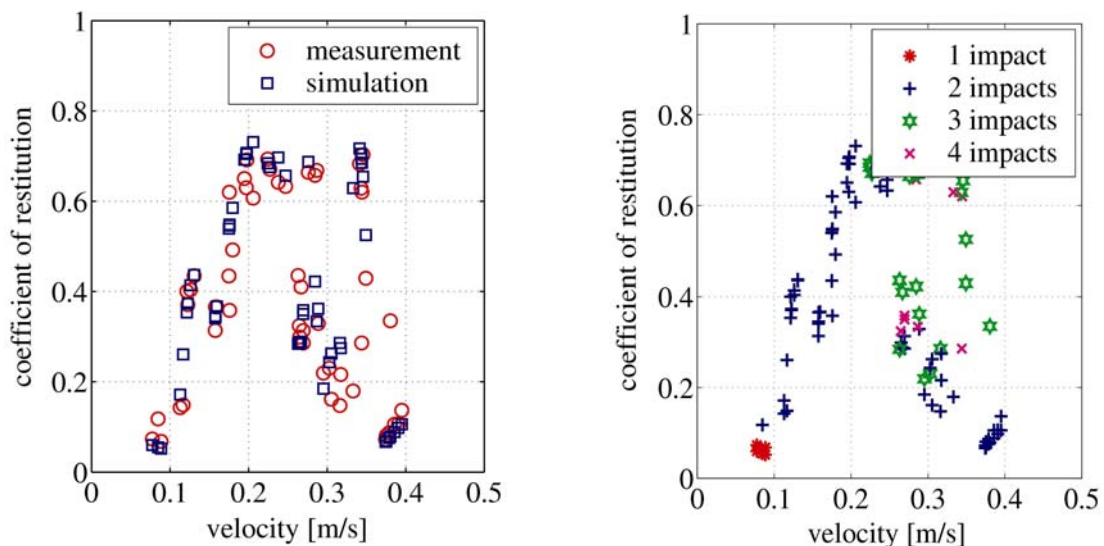 1
0.8
0.6
0.4
0.2
0
0
0.1
0.2
0.3
0.4
0.5
coefficient of restitution
velocity [m/s]
measurement
simulation
1
0.8
0.6
0.4
0.2
0
0
0.1
0.2
0.3
0.4
0.5
coefficient of restitution
velocity [m/s]
1 impact
2 impacts
3 impacts
4 impacts